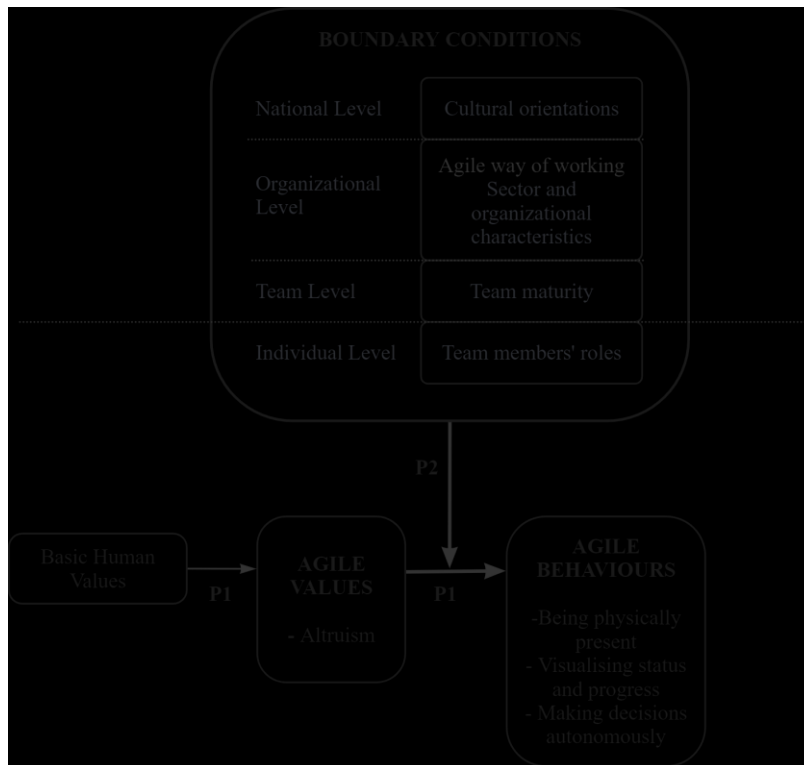 BOUNDARY CONDITIONS
National Level
Cultural orientations
Organizational
Level
Agile way of working
Sector and
organizational
characteristics
Team Level
Team maturity
Individual Level
Team members' roles
P2
Basic Human
Values
P1
AGILE
VALUES
- Altruism
P1
AGILE
BEHAVIOURS
-Being physically
present
- Visualising status
and progress
- Making decisions
autonomously